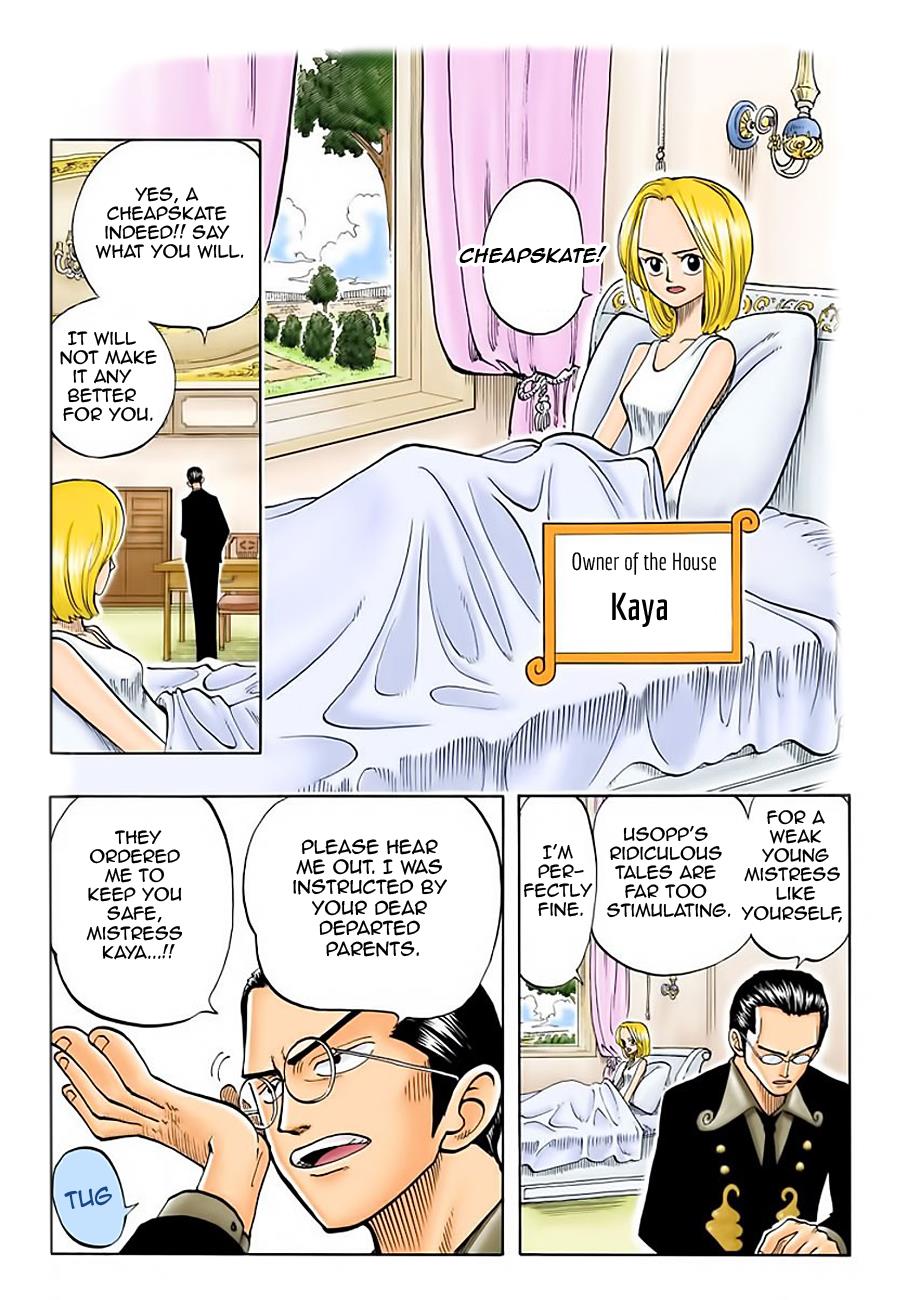 CHEAPSKATE!
Owner of the House
Kaya
YES, A
CHEAPSKATE
INDEED!! SAY
WHAT YOU WILL.
IT WILL
NOT MAKE
IT ANY
BETTER
FOR YOU.
FOR A
WEAK
YOUNG
MISTRESS
LIKE
YOURSELF,
USOPP'S
RIDICULOUS
TALES ARE
FAR TOO
STIMULATING.
I'M
PER-
FECTLY
FINE.
PLEASE HEAR
ME OUT. I WAS
INSTRUCTED BY
YOUR DEAR
DEPARTED
PARENTS.
THEY
ORDERED
ME TO
KEEP YOU
SAFE,
MISTRESS
KAYA...!!
TUG